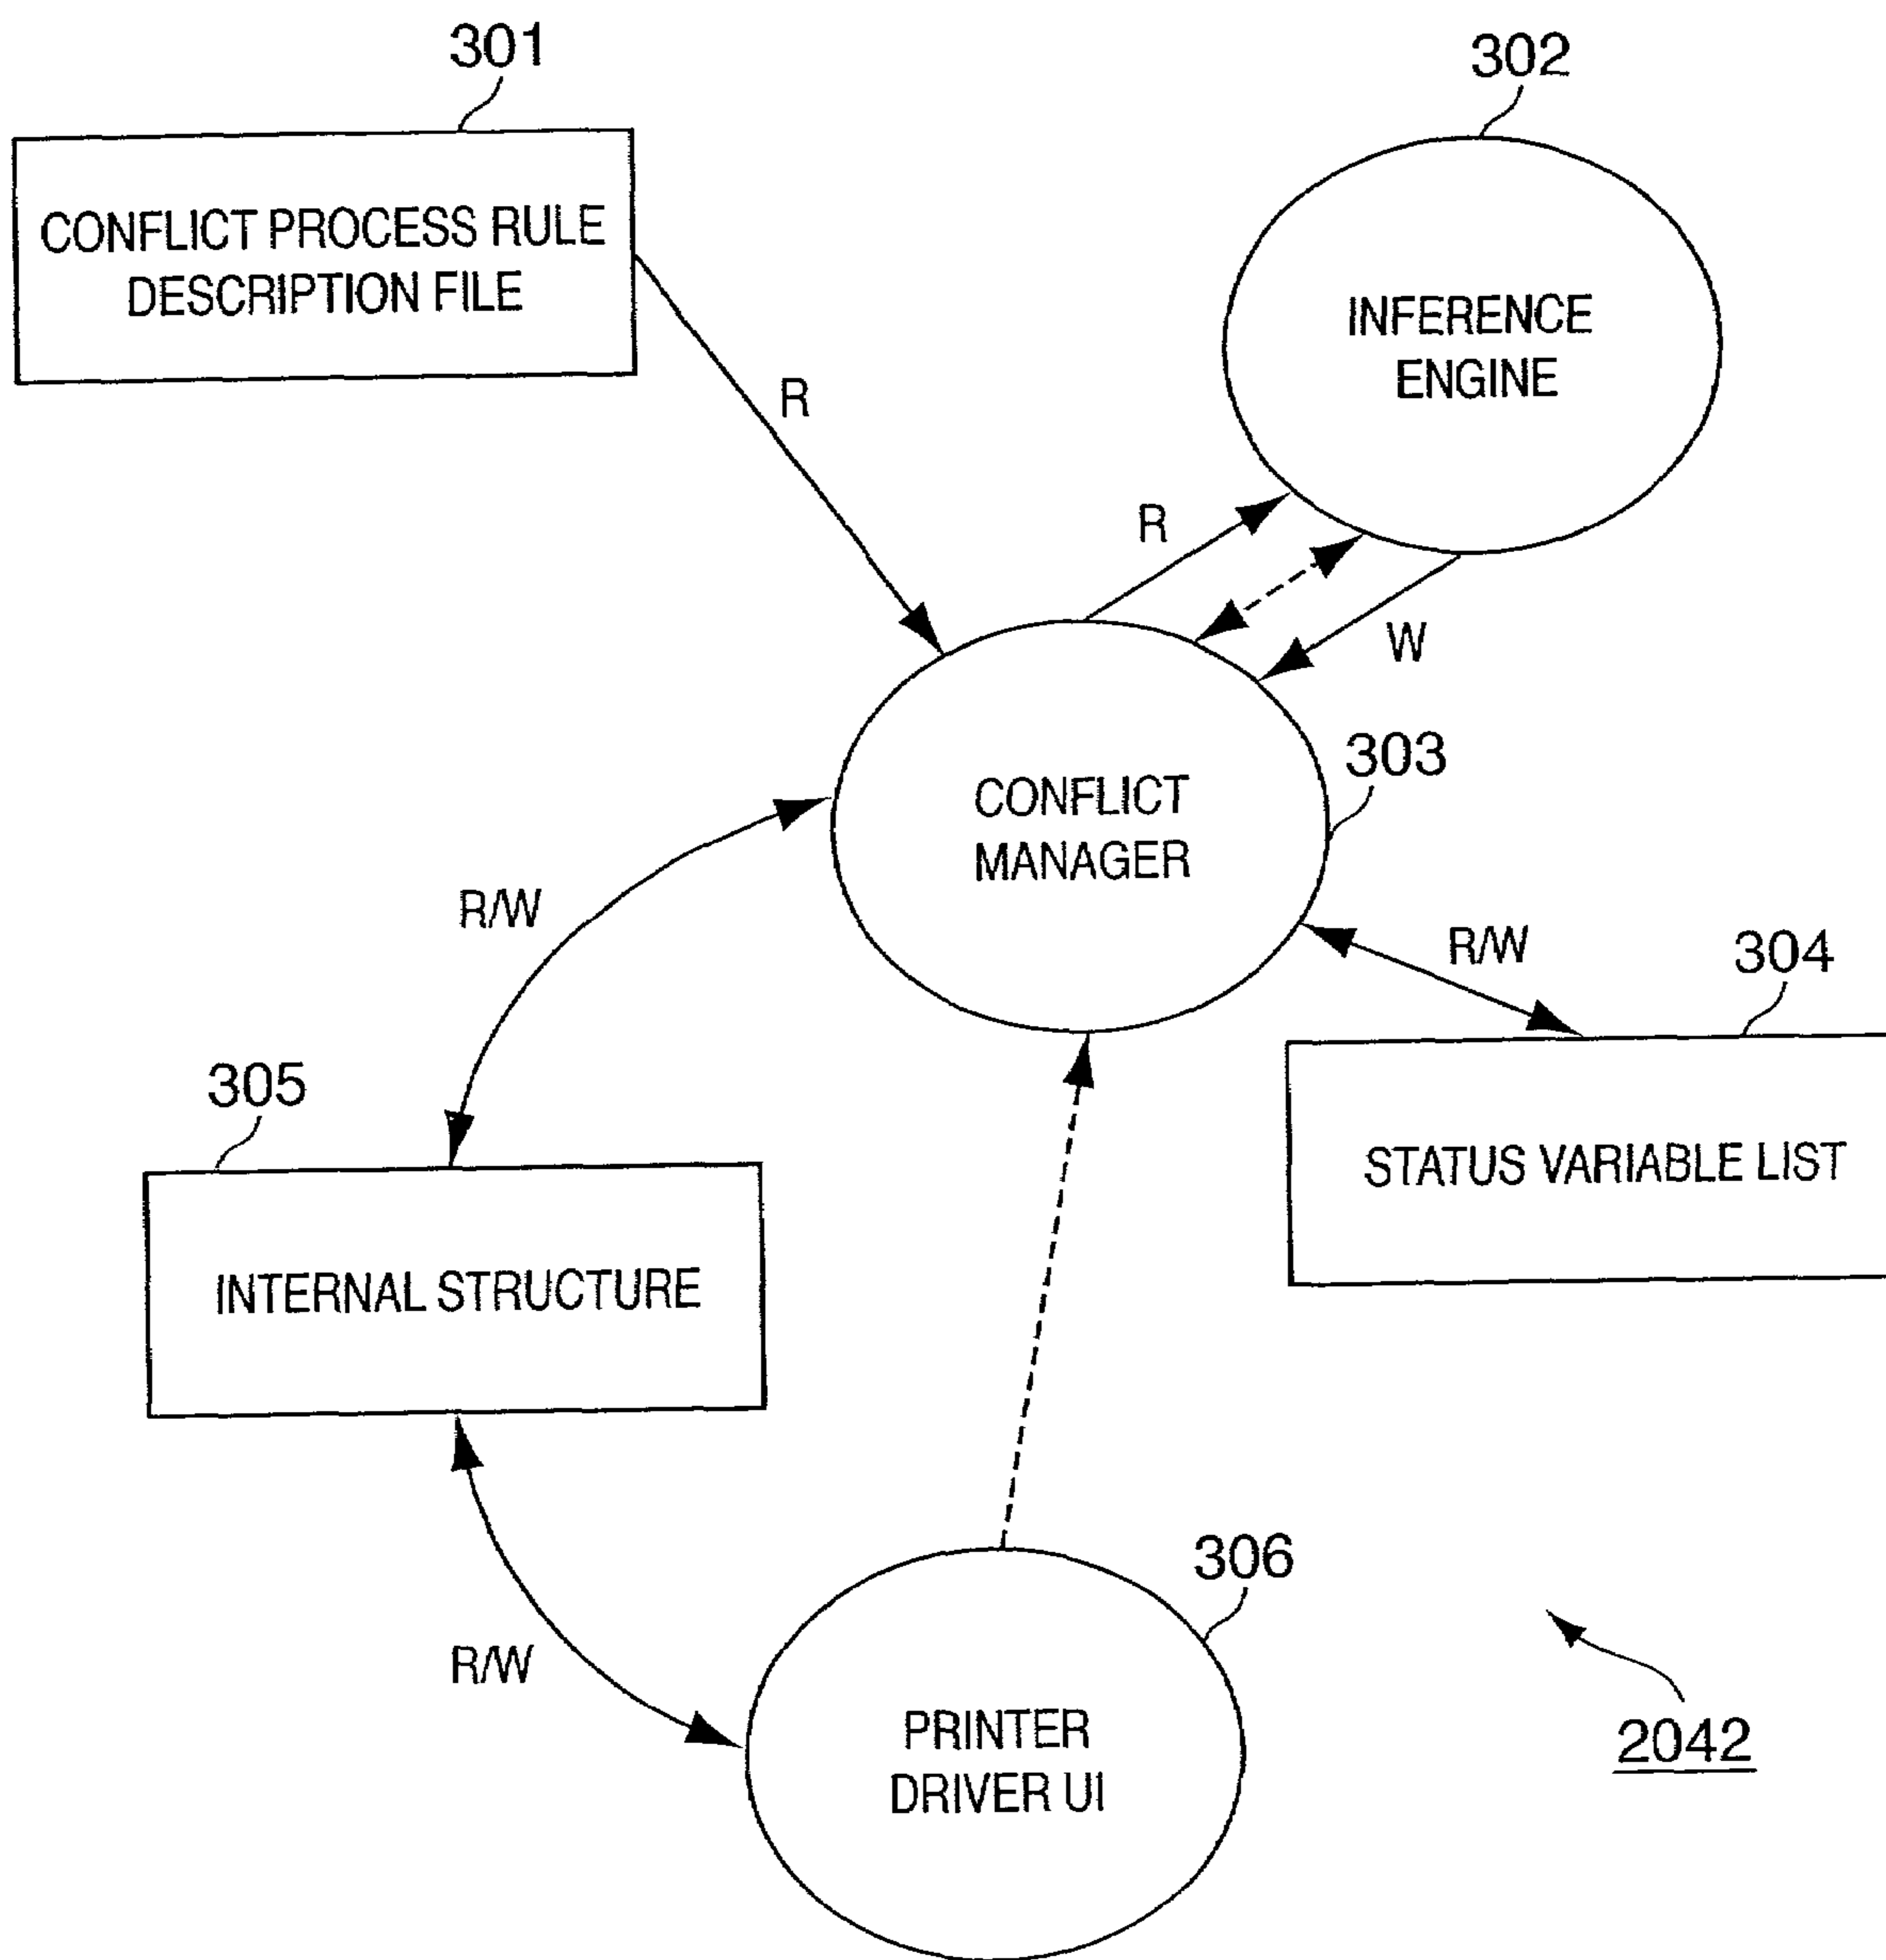 301
302
CONFLICT PROCESS RULE
DESCRIPTION FILE
INFERENCE
ENGINE
R
R
W
303
CONFLICT
MANAGER
R/W
R/W
304
305
STATUS VARIABLE LIST
INTERNAL STRUCTURE
306
R/W
PRINTER
DRIVER UI
2042